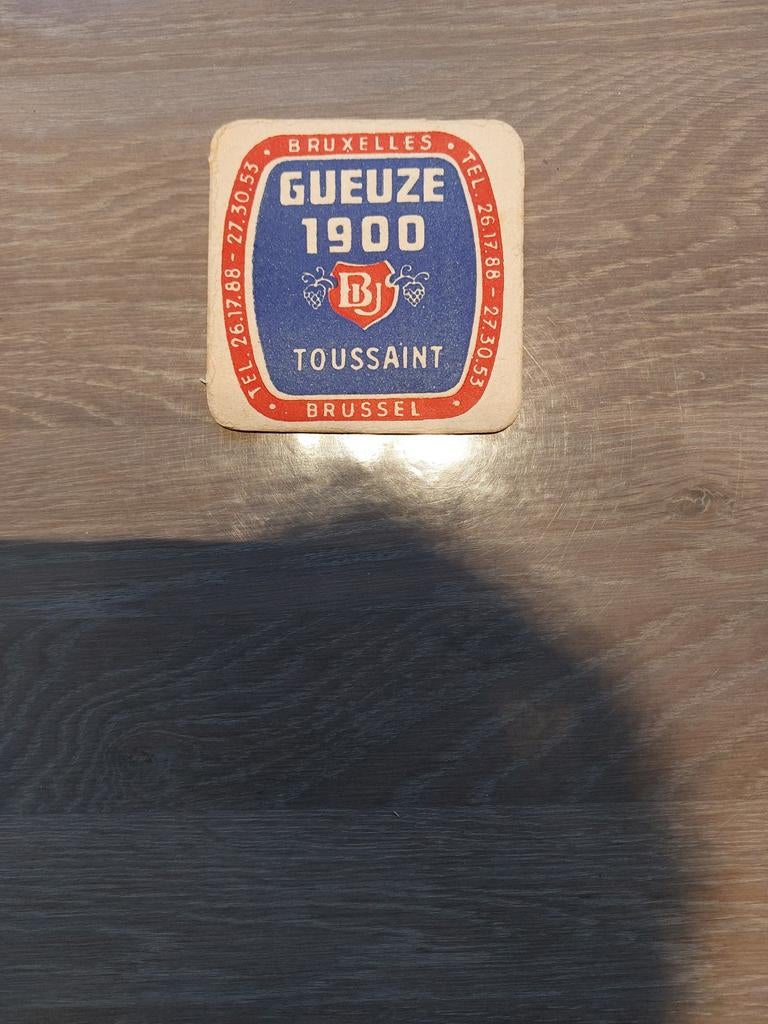 BRUXELLES
TEL. 26.17.88 - 27.30.53
TEL. 26.17.88 - 27.30.53
GUEUZE
1900
BJ
TOUSSAINT
BRUSSEL